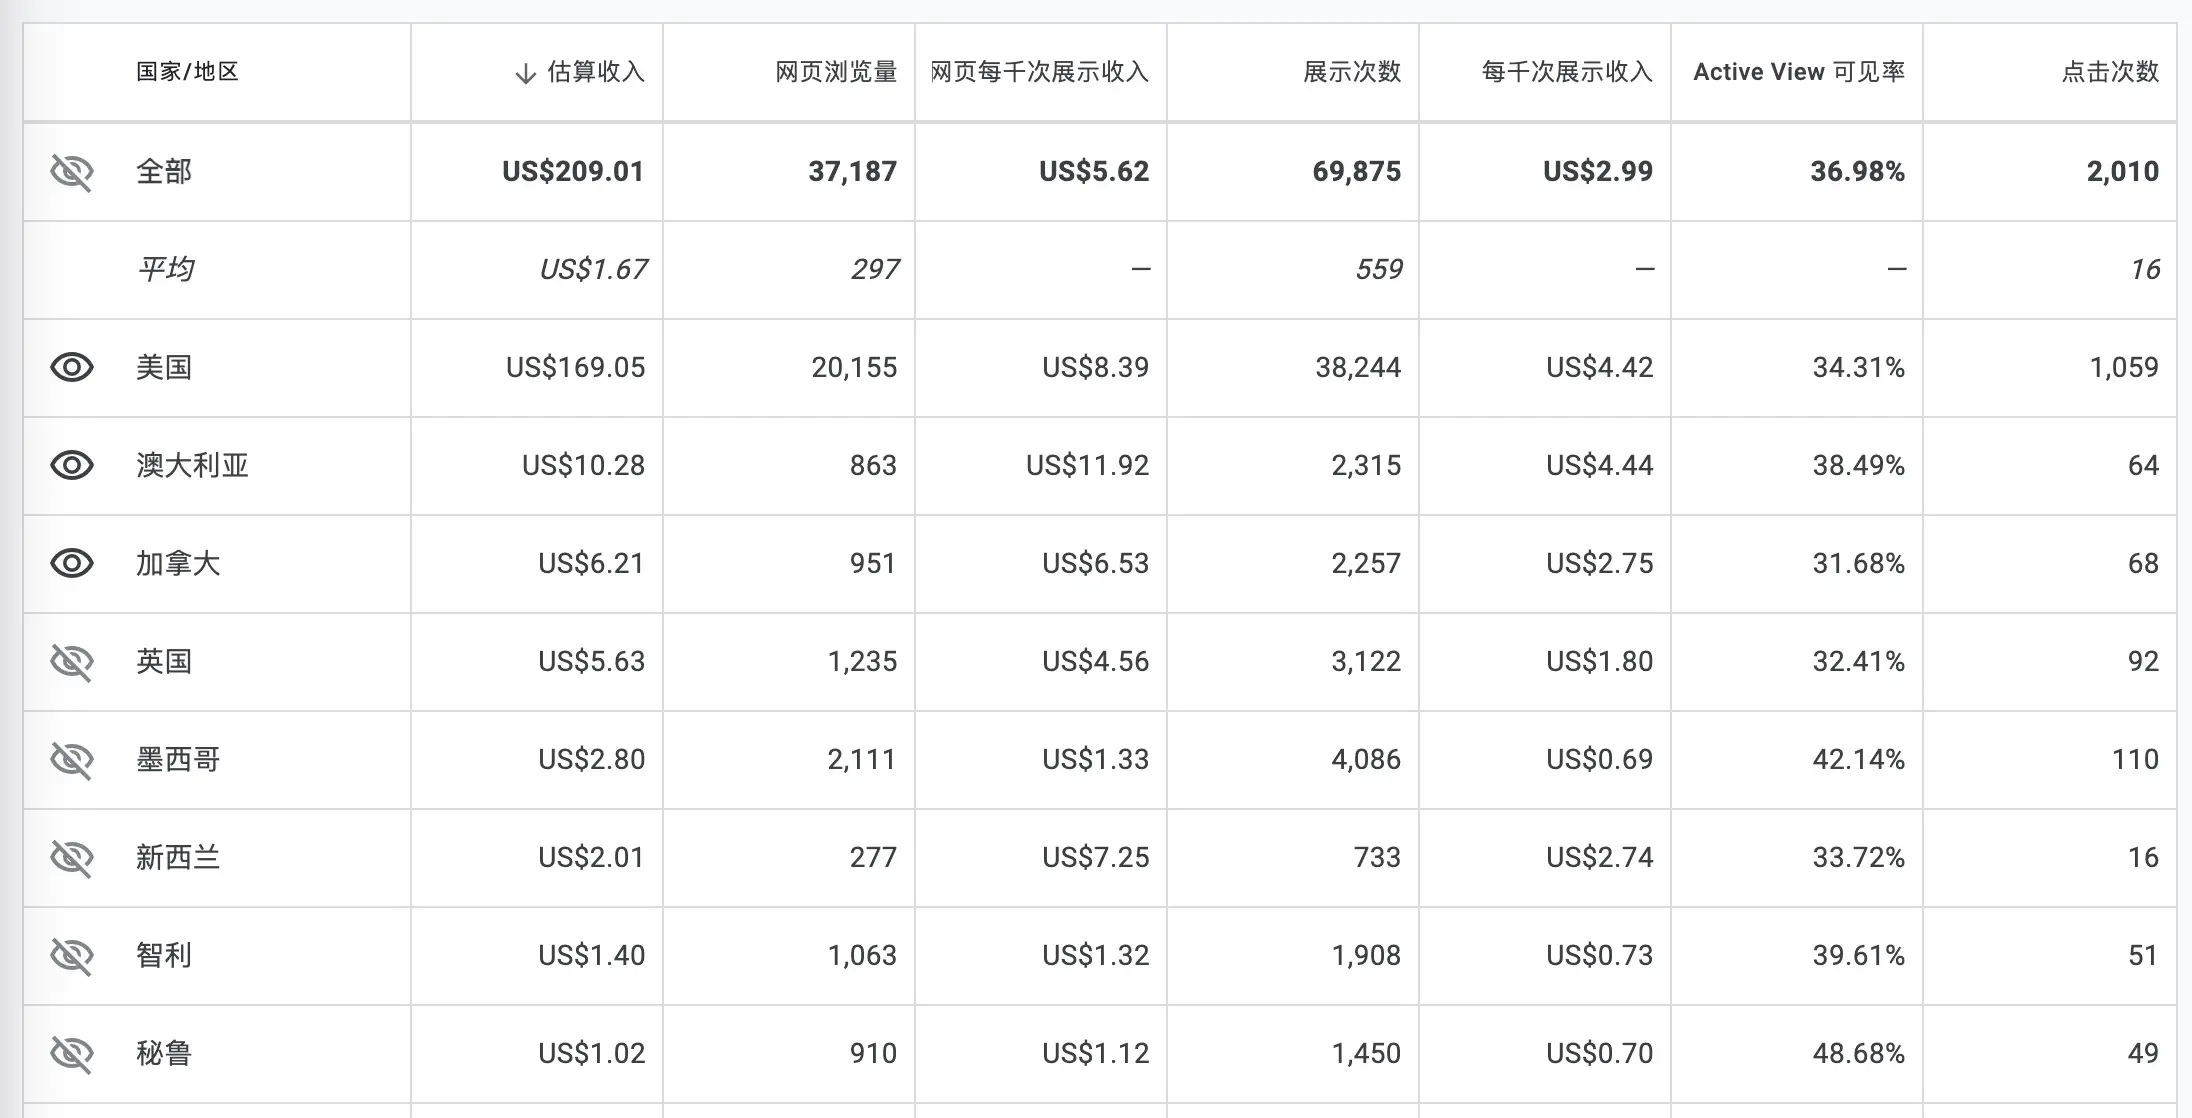 国家/地区 ↓ 估算收入 网页浏览量 网页每千次展示收入 展示次数 每千次展示收入 Active View 可见率 点击次数
全部 US$209.01 37,187 US$5.62 69,875 US$2.99 36.98% 2,010
平均 US$1.67 297 — 559 — — 16
美国 US$169.05 20,155 US$8.39 38,244 US$4.42 34.31% 1,059
澳大利亚 US$10.28 863 US$11.92 2,315 US$4.44 38.49% 64
加拿大 US$6.21 951 US$6.53 2,257 US$2.75 31.68% 68
英国 US$5.63 1,235 US$4.56 3,122 US$1.80 32.41% 92
墨西哥 US$2.80 2,111 US$1.33 4,086 US$0.69 42.14% 110
新西兰 US$2.01 277 US$7.25 733 US$2.74 33.72% 16
智利 US$1.40 1,063 US$1.32 1,908 US$0.73 39.61% 51
秘鲁 US$1.02 910 US$1.12 1,450 US$0.70 48.68% 49